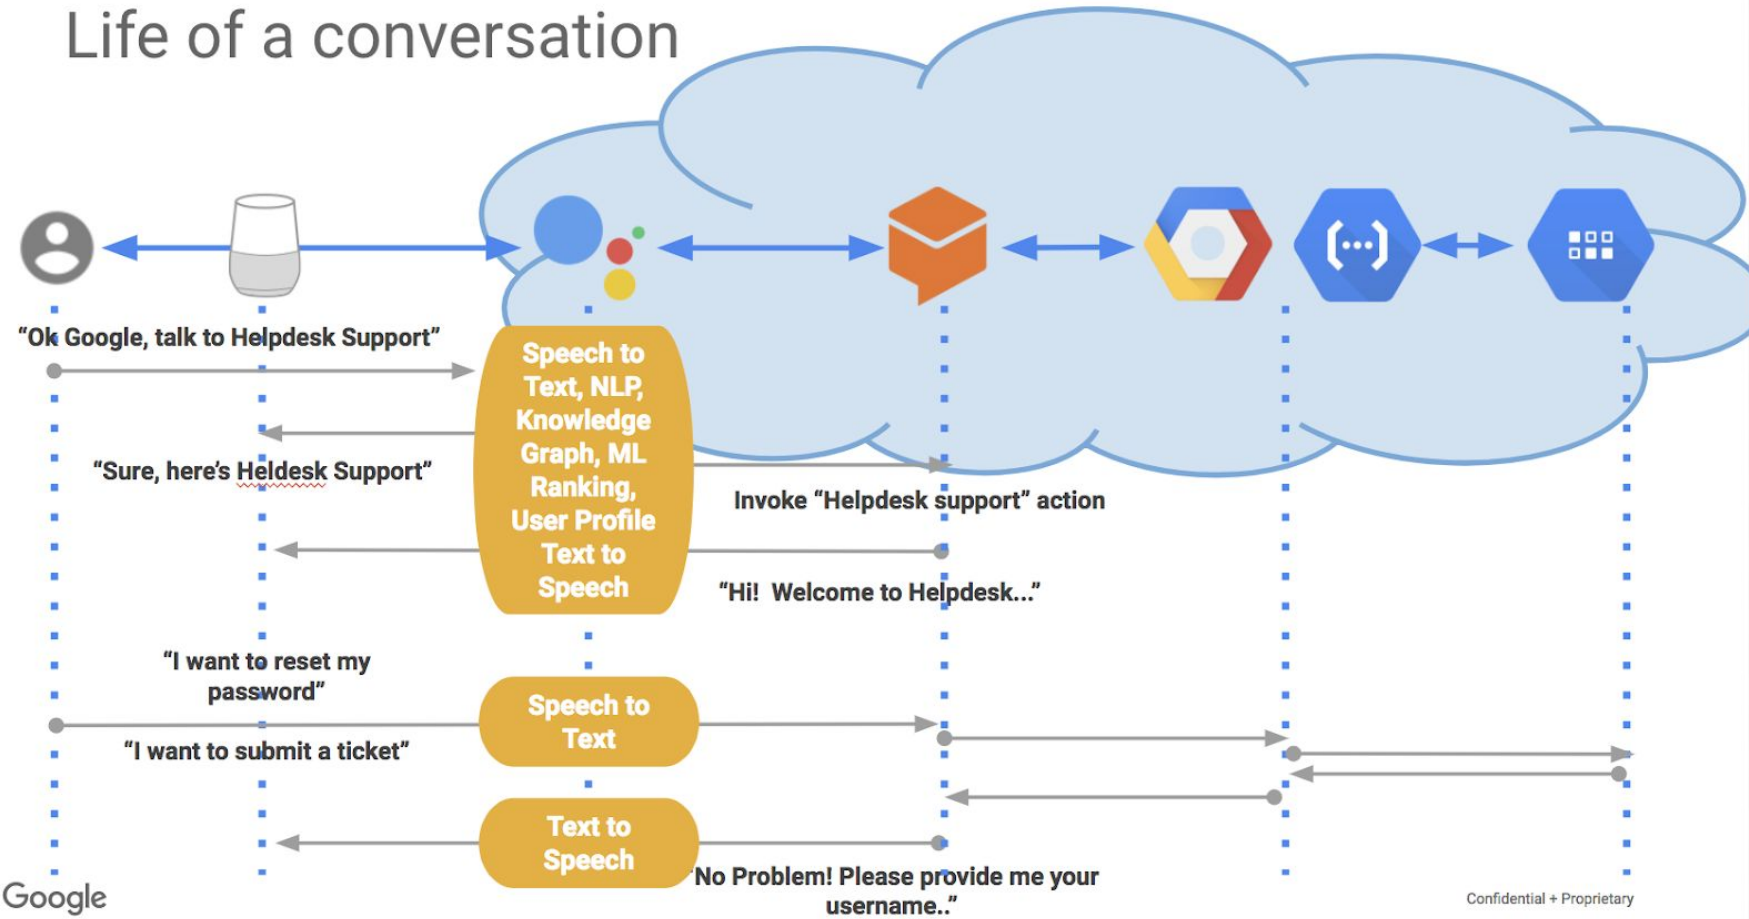 Life of a conversation
“Ok Google, talk to Helpdesk Support”
Speech to
Text, NLP,
Knowledge
Graph, ML
Ranking,
User Profile
Text to
Speech
“Sure, here’s Heldesk Support”
Invoke “Helpdesk support” action
“Hi!  Welcome to Helpdesk...”
“I want to reset my
password”
Speech to
Text
“I want to submit a ticket”
Text to
Speech
“No Problem! Please provide me your
username..”
Google
Confidential + Proprietary